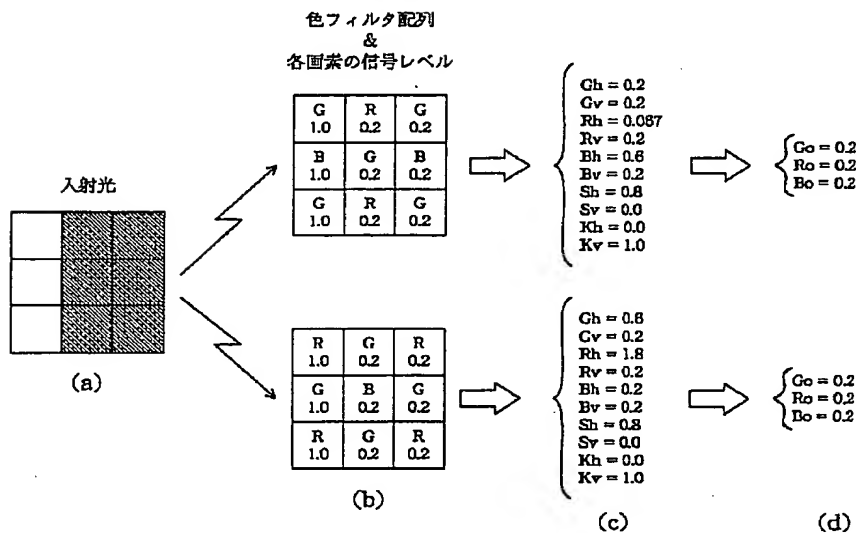 色フィルタ配列
&
各画素の信号レベル
入射光
G R G
1.0 0.2 0.2
B G B
1.0 0.2 0.2
G R G
1.0 0.2 0.2
Gh = 0.2
Gv = 0.2
Rh = 0.067
Rv = 0.2
Bh = 0.6
Bv = 0.2
Sh = 0.8
Sv = 0.0
Kh = 0.0
Kv = 1.0
Go = 0.2
Ro = 0.2
Bo = 0.2
R G R
1.0 0.2 0.2
G B G
1.0 0.2 0.2
R G R
1.0 0.2 0.2
Gh = 0.6
Gv = 0.2
Rh = 1.8
Rv = 0.2
Bh = 0.2
Bv = 0.2
Sh = 0.8
Sv = 0.0
Kh = 0.0
Kv = 1.0
Go = 0.2
Ro = 0.2
Bo = 0.2
(a)
(b)
(c)
(d)